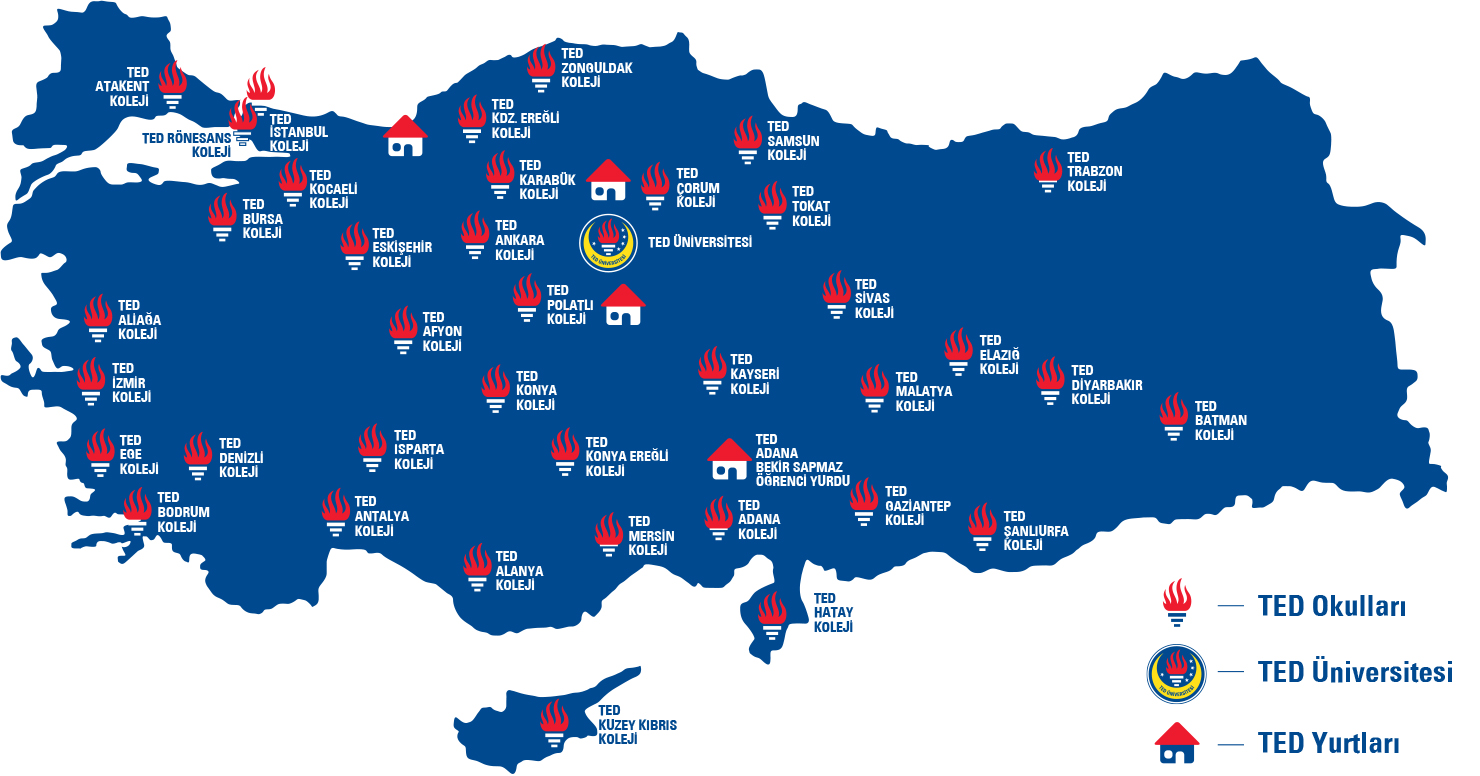 TED
ZONGULDAK
KOLEJİ
TED
ATAKENT
KOLEJİ
TED
KDZ. EREĞLİ
KOLEJİ
TED
İSTANBUL
KOLEJİ
TED RÖNESANS
KOLEJİ
TED
SAMSUN
KOLEJİ
TED
TRABZON
KOLEJİ
TED
KARABÜK
KOLEJİ
TED
ÇORUM
KOLEJİ
TED
KOCAELİ
KOLEJİ
TED
TOKAT
KOLEJİ
TED
BURSA
KOLEJİ
TED
ESKİŞEHİR
KOLEJİ
TED
ANKARA
KOLEJİ
TED ÜNİVERSİTESİ
TED ÜNİVERSİTESİ
TED
POLATLI
KOLEJİ
TED
SİVAS
KOLEJİ
TED
ALİAĞA
KOLEJİ
TED
AFYON
KOLEJİ
TED
ELAZIĞ
KOLEJİ
TED
İZMİR
KOLEJİ
TED
KONYA
KOLEJİ
TED
KAYSERİ
KOLEJİ
TED
MALATYA
KOLEJİ
TED
DİYARBAKIR
KOLEJİ
TED
BATMAN
KOLEJİ
TED
EGE
KOLEJİ
TED
DENİZLİ
KOLEJİ
TED
ISPARTA
KOLEJİ
TED
KONYA EREĞLİ
KOLEJİ
TED
ADANA
BEKİR SAPMAZ
ÖĞRENCİ YURDU
TED
BODRUM
KOLEJİ
TED
ANTALYA
KOLEJİ
TED
MERSİN
KOLEJİ
TED
ADANA
KOLEJİ
TED
GAZİANTEP
KOLEJİ
TED
ŞANLIURFA
KOLEJİ
TED
ALANYA
KOLEJİ
TED
HATAY
KOLEJİ
TED
KUZEY KIBRIS
KOLEJİ
TED Okulları
TED ÜNİVERSİTESİ
TED Üniversitesi
TED Yurtları